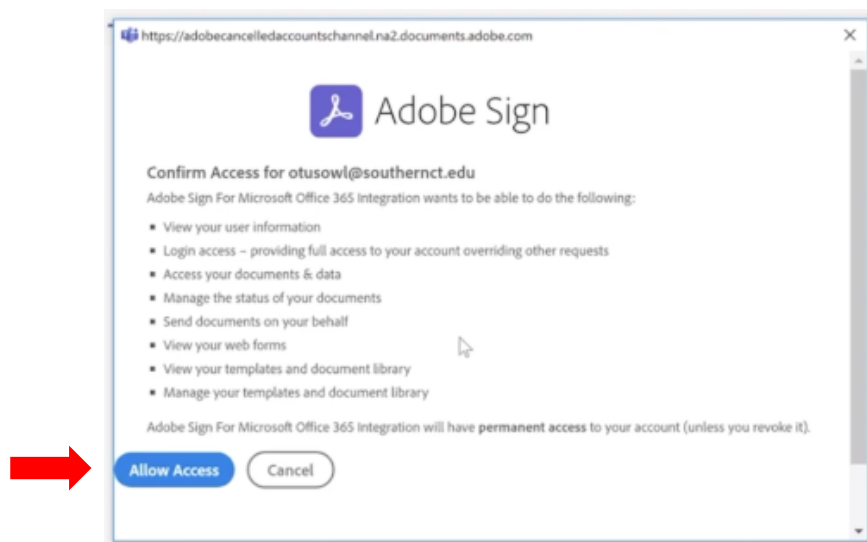 https://adobecancelledaccountschannel.na2.documents.adobe.com
Adobe Sign
Confirm Access for otusowl@southernct.edu
Adobe Sign For Microsoft Office 365 Integration wants to be able to do the following:
View your user information
Login access – providing full access to your account overriding other requests
Access your documents & data
Manage the status of your documents
Send documents on your behalf
View your web forms
View your templates and document library
Manage your templates and document library
Adobe Sign For Microsoft Office 365 Integration will have permanent access to your account (unless you revoke it).
Allow Access Cancel